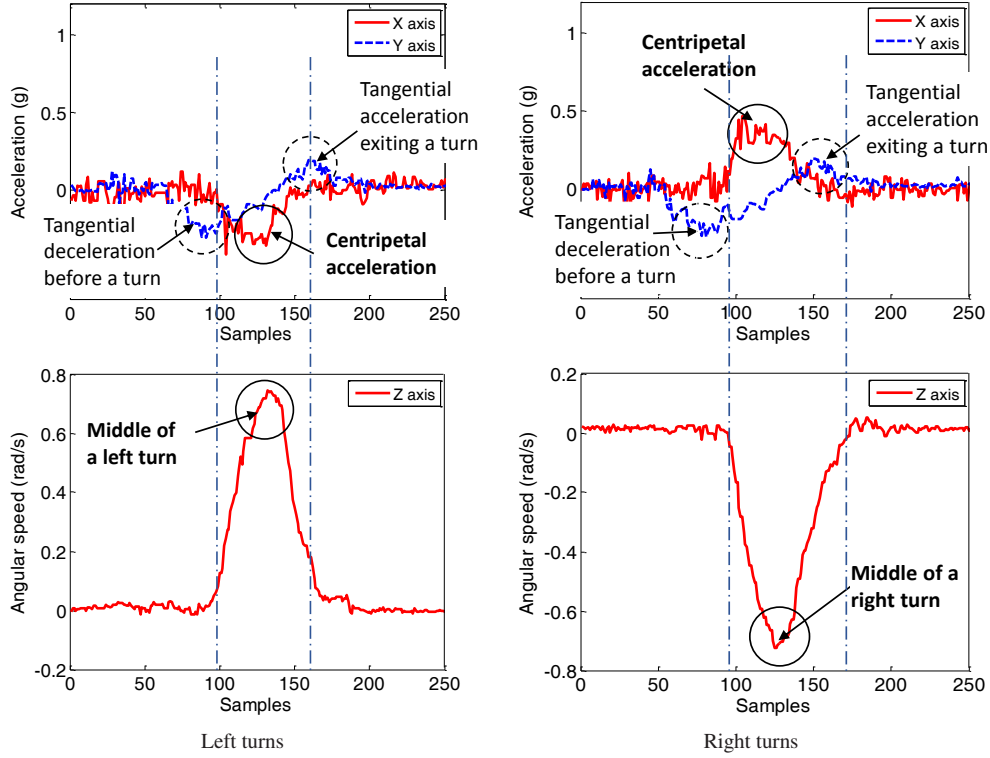 1
0.5
0
Acceleration (g)
X axis
Y axis
Tangential
acceleration
exiting a turn
Tangential
deceleration
before a turn
Centripetal
acceleration
0 50 100 150 200 250
Samples
1
0.5
0
Acceleration (g)
X axis
Y axis
Centripetal
acceleration
Tangential
acceleration
exiting a turn
Tangential
deceleration
before a turn
0 50 100 150 200 250
Samples
0.8
0.6
0.4
0.2
0
-0.2
Angular speed (rad/s)
Z axis
Middle of
a left turn
0 50 100 150 200 250
Samples
0.2
0
-0.2
-0.4
-0.6
-0.8
Angular speed (rad/s)
Z axis
Middle of a
right turn
0 50 100 150 200 250
Samples
Left turns
Right turns